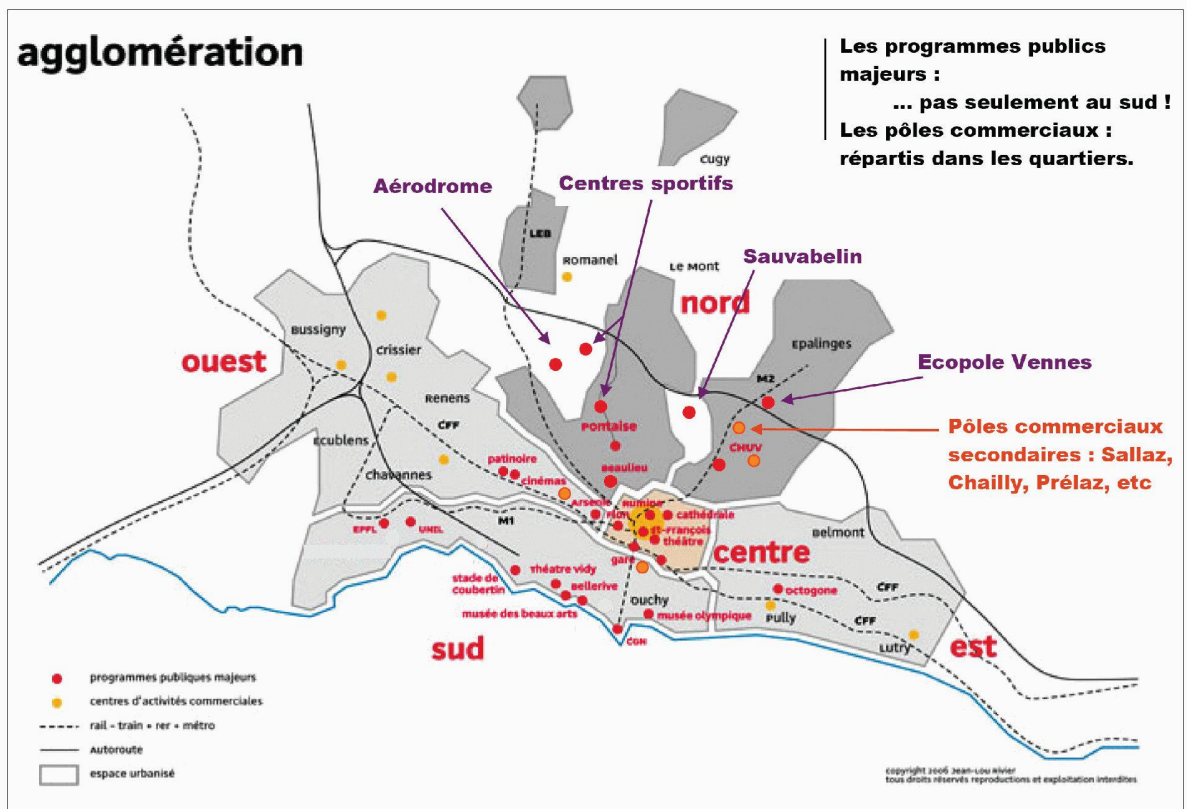 agglomération
Les programmes publics
majeurs :
... pas seulement au sud !
Les pôles commerciaux :
répartis dans les quartiers.
Cugy
Aérodrome
Centres sportifs
LEB
Romanel
Le Mont
Sauvabelin
nord
Bussigny
Crissier
ouest
Epalinges
Ecopole Vennes
M2
Renens
CFF
Pontaise
Pôles commerciaux
secondaires : Sallaz,
Chailly, Prélaz, etc
Ecublens
CHUV
patinoire
Beaulieu
Chavannes
cinémas
Arsenic
Rumine
Flon
cathédrale
M1
EPFL
UNIL
St-François
théâtre
Belmont
centre
gare
Théatre vidy
stade de
Coubertin
Bellerive
CFF
octogone
ouchy
musée des beaux arts
musée olympique
Pully
CFF
CGN
sud
Lutry
est
programmes publiques majeurs
centres d'activités commerciales
rail - train + rer + métro
Autoroute
espace urbanisé
copyright 2006 Jean-Lou Rivier
tous droits réservés reproductions et exploitation interdites